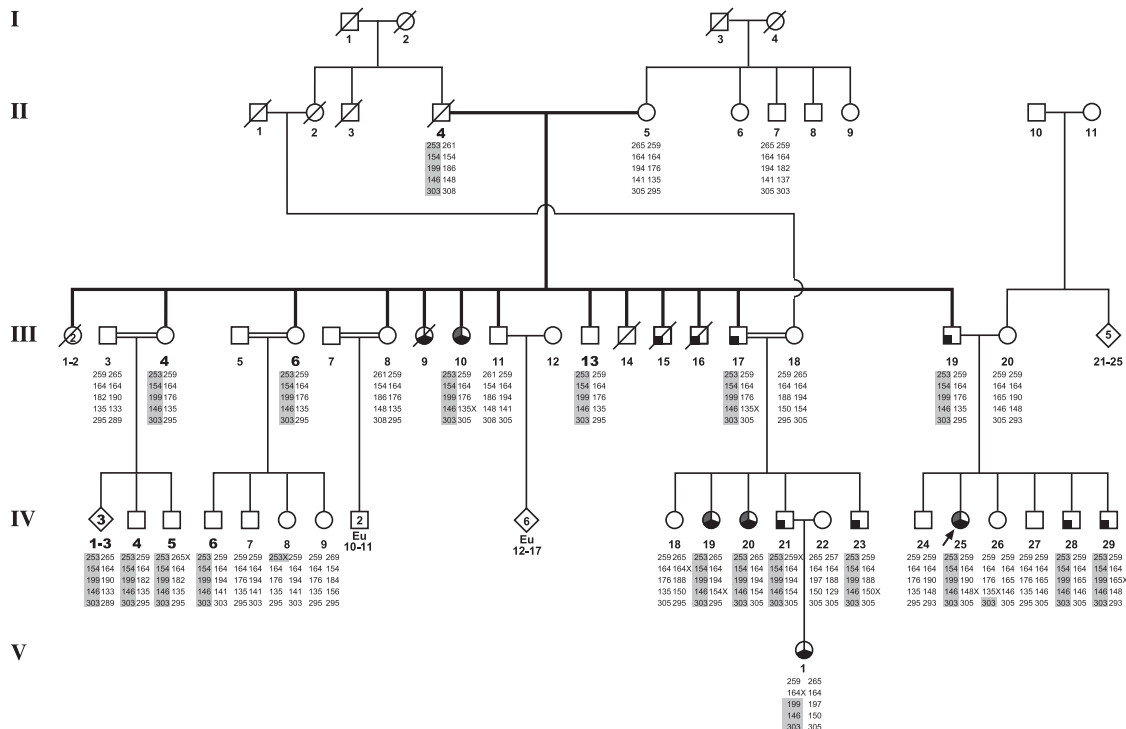 I
1 2 3 4
II
1 2 3 4 5 6 7 8 9 10 11
253 261 265 259 265 259
154 154 164 164 164 164
199 186 194 176 194 182
146 148 141 135 141 137
303 308 305 295 305 303
III
2 5
1-2 3 4 5 6 7 8 9 10 11 12 13 14 15 16 17 18 19 20 21-25
259 265 253 259 253 259 261 259 253 259 261 259 253 259 253 259 259 265 253 259 259 259
164 164 154 164 154 164 154 164 154 164 154 164 154 164 154 164 164 164 154 164 164 164
182 190 199 176 199 176 186 176 199 176 186 194 199 176 199 176 188 194 199 176 165 190
135 133 146 135 146 135 148 135 146 135X 148 141 146 135 146 135X 150 154 146 135 146 148
295 289 303 295 303 295 308 295 303 305 308 305 303 295 303 305 295 305 303 295 305 293
IV
3 2 6
1-3 4 5 6 7 8 9 Eu 10-11 Eu 12-17 18 19 20 21 22 23 24 25 26 27 28 29
253 265 253 259 253 265X 253 259 259 259 253X259 259 269 259 265 253 265 253 265 253 259X 265 257 253 259 259 259 253 259 259 259 259 259 253 259 253 259
154 164 154 164 154 164 154 164 164 164 164 164 164 164 164 164X 154 164 154 164 154 164 164 164 154 164 164 164 154 164 164 164 164 164 154 164 154 164
199 190 199 182 199 182 199 194 176 194 176 194 176 184 176 188 199 194 199 194 199 194 197 188 199 188 176 190 199 190 176 165 176 165 199 165 199 165X
146 133 146 135 146 135 146 141 135 141 135 141 135 156 135 150 146 154X 146 154 146 154 150 129 146 150X 135 148 146 148X 135X146 135 146 146 146 146 148
303 289 303 295 303 295 303 305 295 303 295 303 295 295 305 295 303 295 303 305 303 305 305 305 303 305 295 293 303 305 303 305 295 305 303 305 303 293
V
1
259 265
164X 164
199 197
146 150
303 305